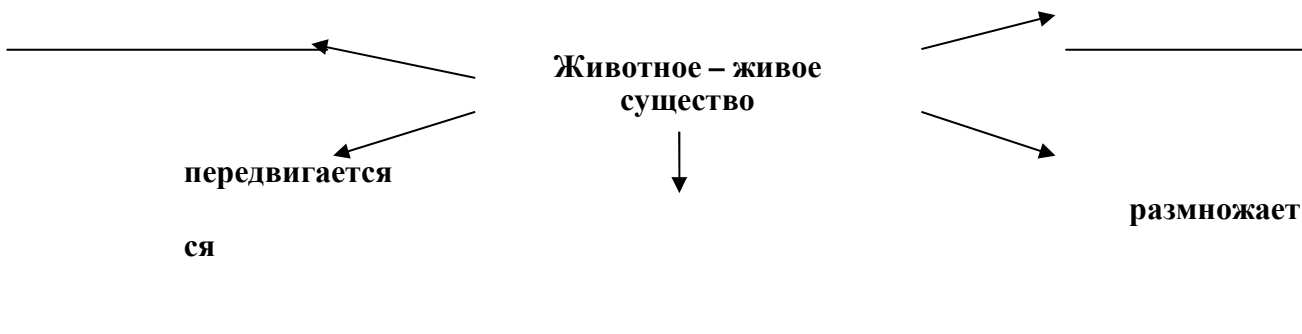 Животное – живое
существо
передвигается
размножает
ся